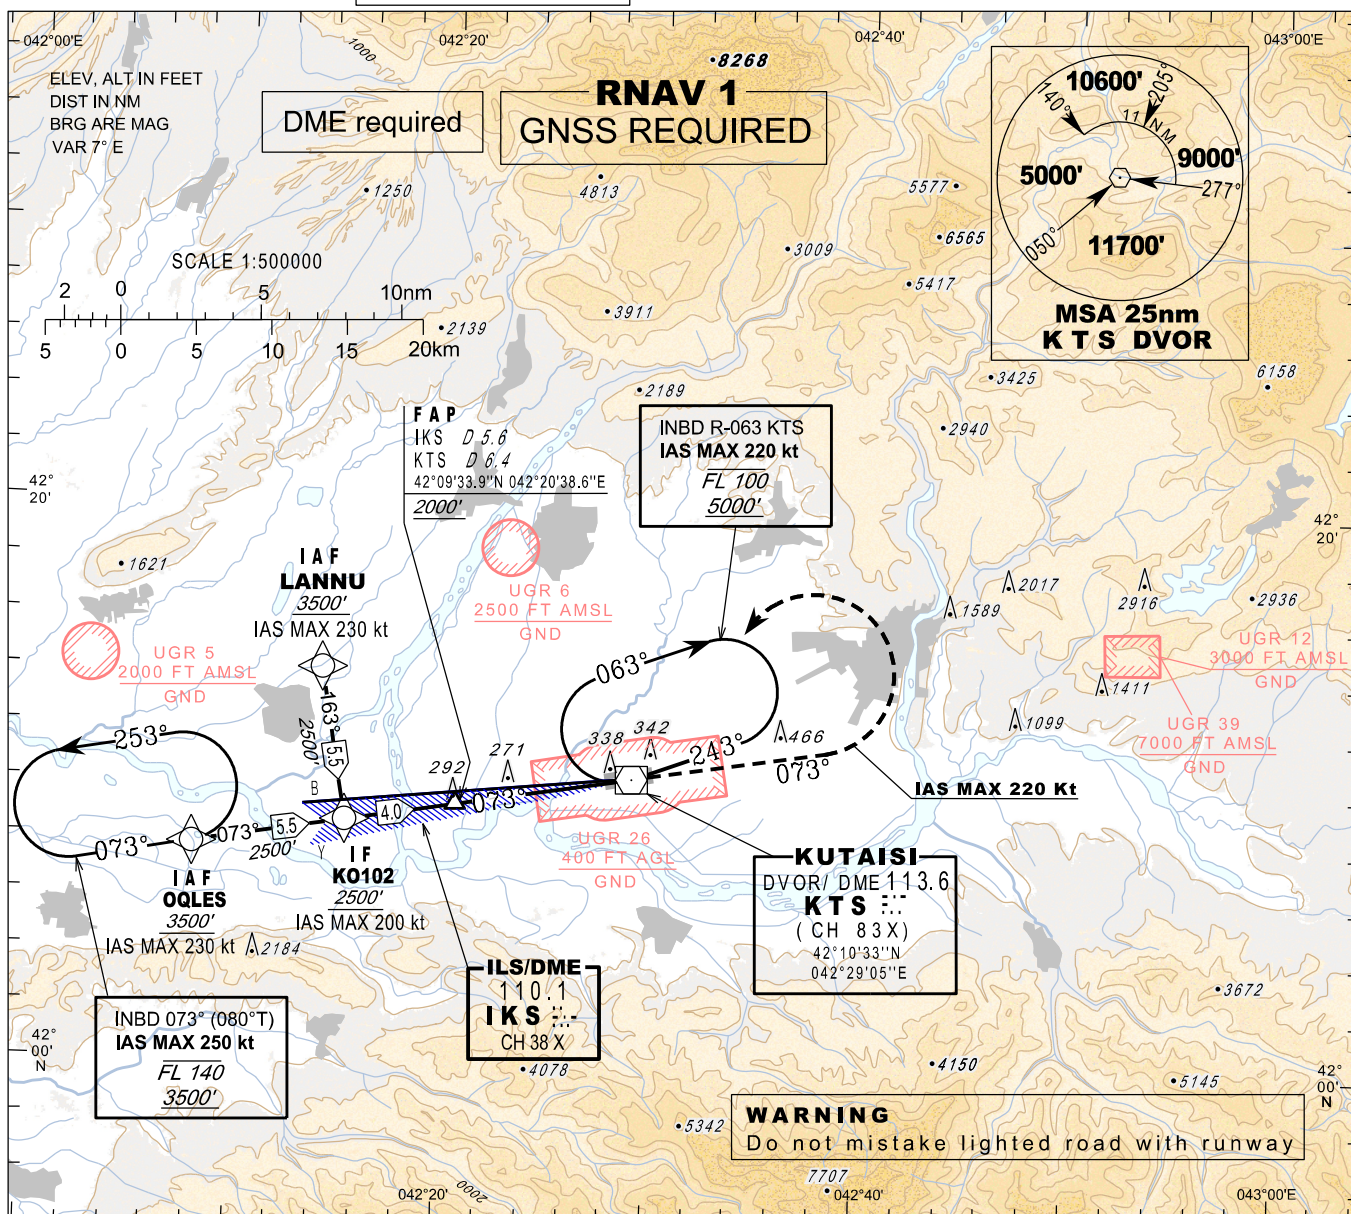 042°00'E
042°20'
042°40'
043°00'E
ELEV, ALT IN FEET
DIST IN NM
BRG ARE MAG
VAR 7° E
DME required
RNAV 1
GNSS REQUIRED
1000
8268
1250
4813
5577
6565
3009
5417
3911
2139
2189
3425
6158
2940
10600'
140°
205°
11 NM
9000'
5000'
277°
050°
11700'
MSA 25nm
KTS DVOR
SCALE 1:500000
2 0 5 10nm
5 0 5 10 15 20km
FAP
IKS D 5.6
KTS D 6.4
42°09'33.9''N 042°20'38.6''E
2000'
INBD R-063 KTS
IAS MAX 220 kt
FL 100
5000'
42°
20'
42°
20'
1621
IAF
LANNU
3500'
IAS MAX 230 kt
UGR 6
2500 FT AMSL
GND
UGR 5
2000 FT AMSL
GND
2017
1589
2916
2936
UGR 12
3000 FT AMSL
GND
1411
1099
UGR 39
7000 FT AMSL
GND
163°
5.5
2500'
063°
243°
253°
073°
073°
5.5
2500'
B
4.0
073°
073°
292
271
338
342
466
IAS MAX 220 Kt
IAF
OQLES
3500'
IAS MAX 230 kt
IF
KO102
2500'
IAS MAX 200 kt
2184
UGR 26
400 FT AGL
GND
KUTAISI
DVOR/ DME 113.6
KTS
(CH 83X)
42°10'33''N
042°29'05''E
ILS/DME
110.1
IKS
CH 38 X
INBD 073° (080°T)
IAS MAX 250 kt
FL 140
3500'
42°
00'
N
42°
00'
N
3672
4078
4150
5145
5342
7707
2000
WARNING
Do not mistake lighted road with runway
042°20'
042°40'
043°00'E